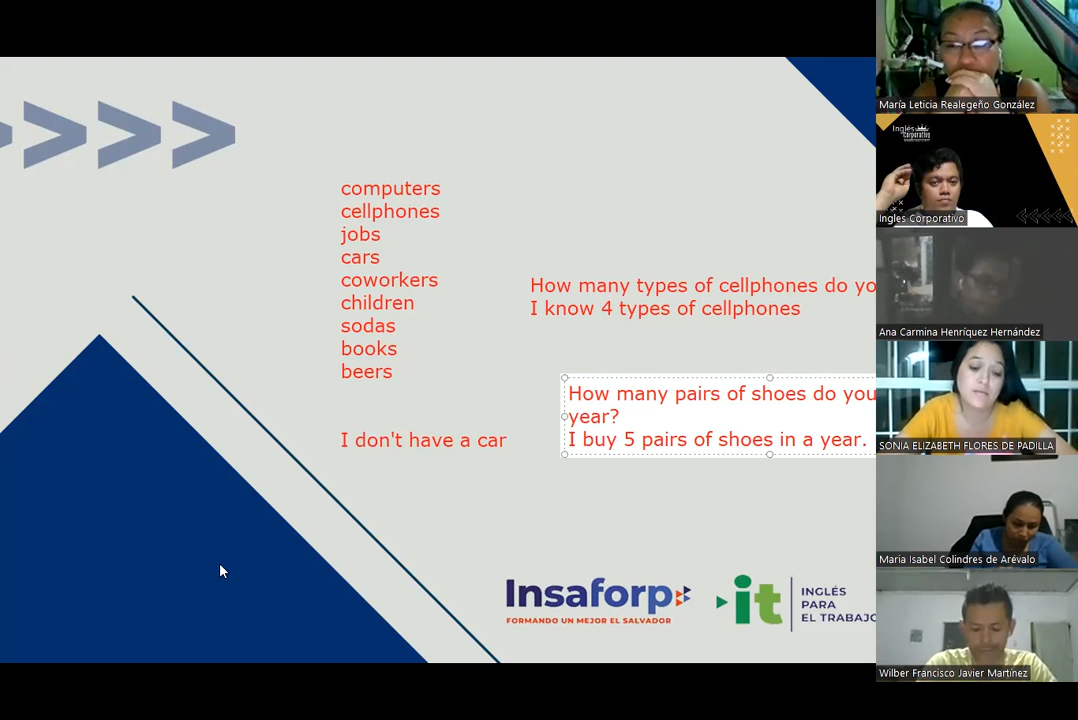 computers
cellphones
jobs
cars
coworkers
children
sodas
books
beers
I don't have a car
How many types of cellphones do yo
I know 4 types of cellphones
How many pairs of shoes do you
year?
I buy 5 pairs of shoes in a year.
Insaforp
FORMANDO UN MEJOR EL SALVADOR
it
INGLÉS
PARA
EL TRABAJO
María Leticia Realegeño González
Inglés
Corporativo
Ingles Corporativo
Ana Carmina Henríquez Hernández
SONIA ELIZABETH FLORES DE PADILLA
Maria Isabel Colindres de Arévalo
Wilber Francisco Javier Martínez